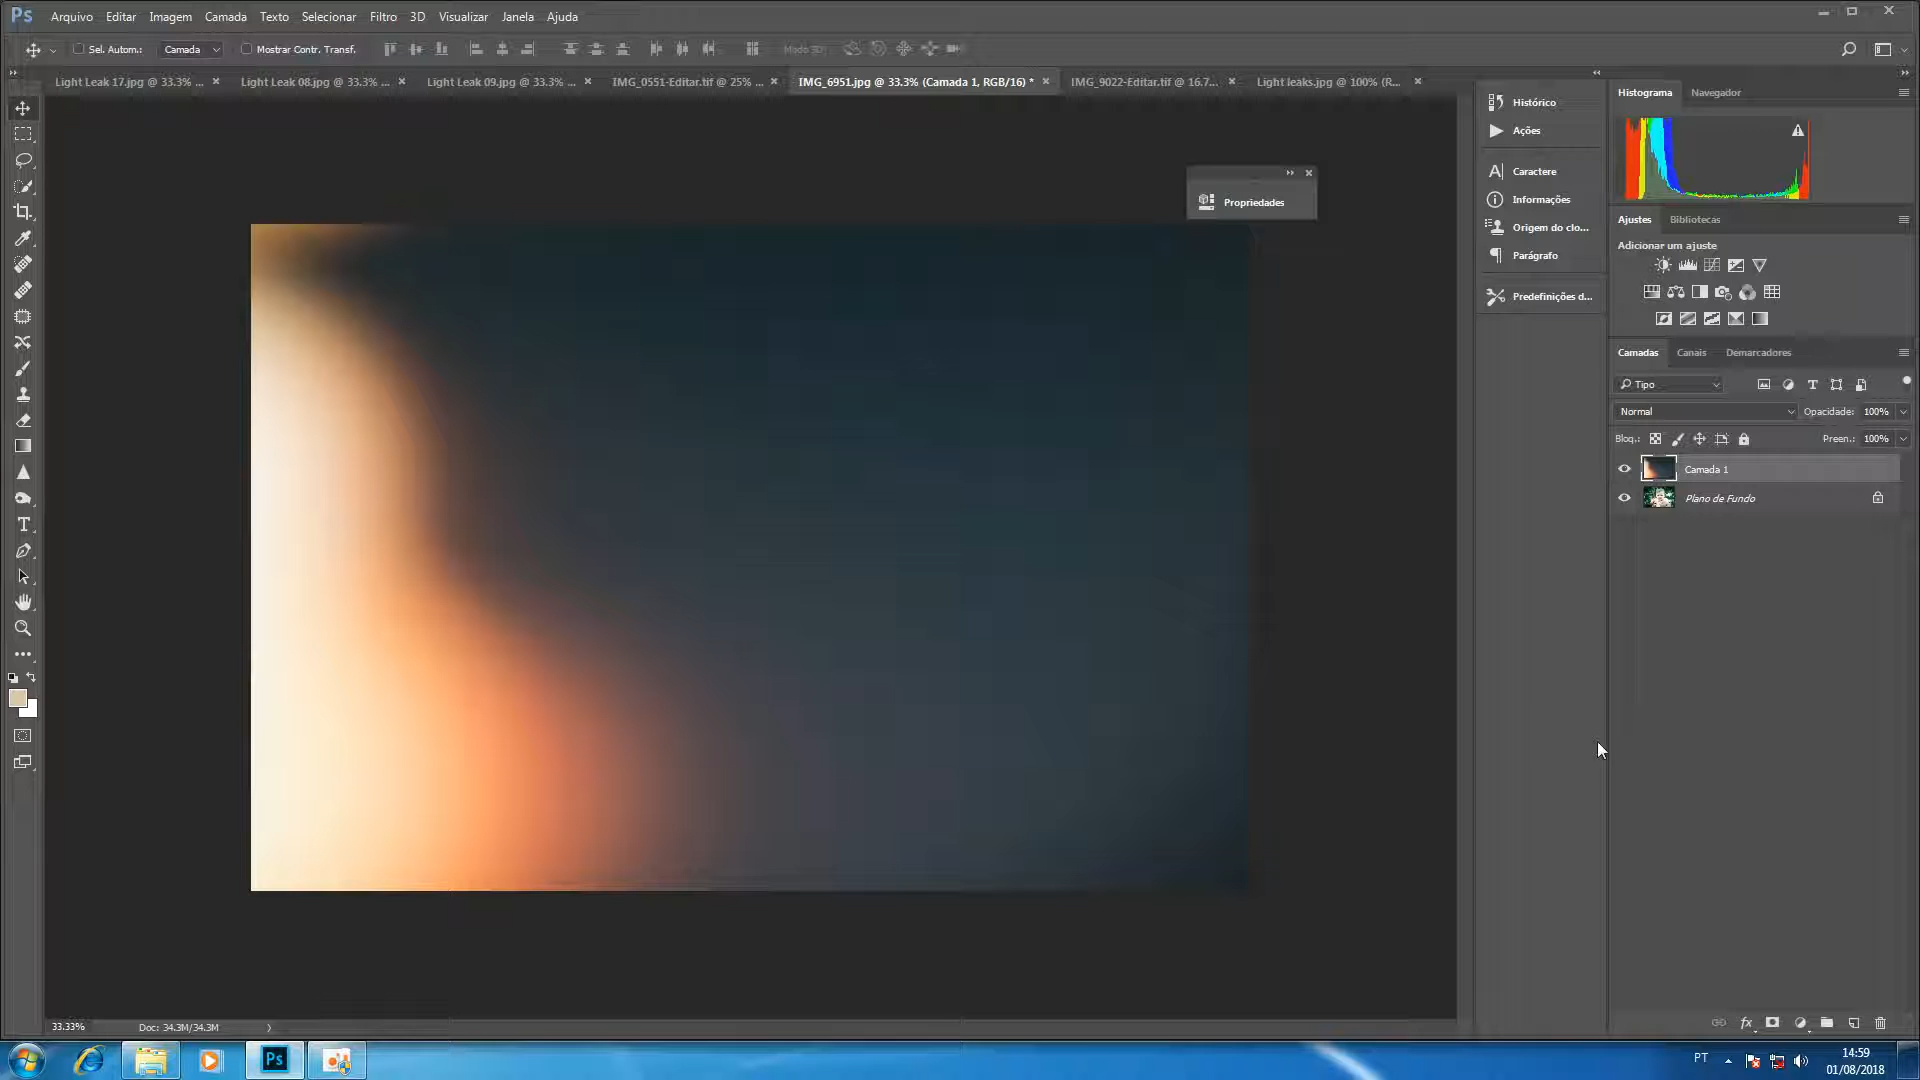 Ps Arquivo Editar Imagem Camada Texto Selecionar Filtro 3D Visualizar Janela Ajuda
Sel. Autom.: Camada Mostrar Contr. Transf. Modo 3D:
Light Leak 17.jpg @ 33.3% ... Light Leak 08.jpg @ 33.3% ... Light Leak 09.jpg @ 33.3% ... IMG_0551-Editar.tif @ 25% ... IMG_6951.jpg @ 33.3% (Camada 1, RGB/16) * IMG_9022-Editar.tif @ 16.7... Light leaks.jpg @ 100% (R...
Histórico
Ações
Caractere
Informações
Origem do clo...
Parágrafo
Predefinições d...
Propriedades
Histograma Navegador
Ajustes Bibliotecas
Adicionar um ajuste
Camadas Canais Demarcadores
Tipo
Normal Opacidade: 100%
Bloq.: Preen.: 100%
Camada 1
Plano de Fundo
fx
33.33% Doc: 34.3M/34.3M
Ps
PT 14:59
01/08/2018